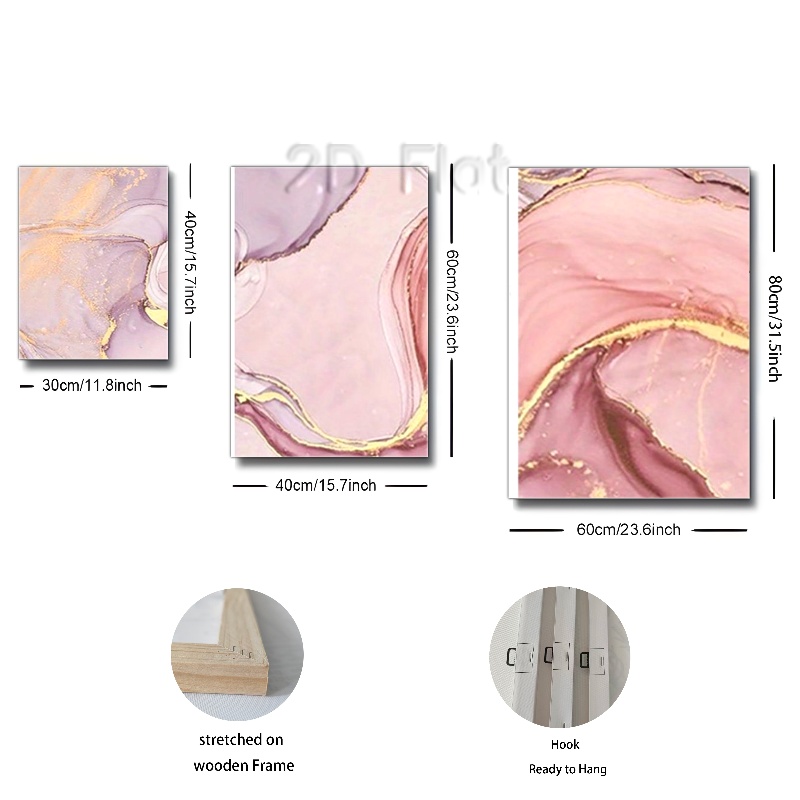 2D Flat
40cm/15.7inch
30cm/11.8inch
60cm/23.6inch
40cm/15.7inch
80cm/31.5inch
60cm/23.6inch
stretched on
wooden Frame
Hook
Ready to Hang